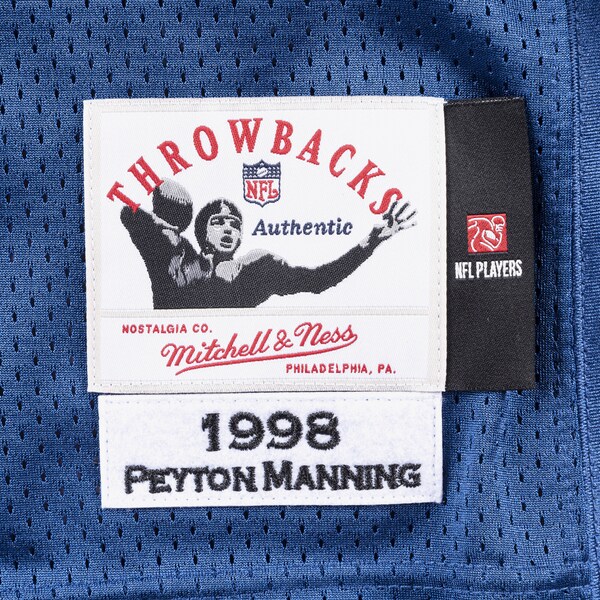 THROWBACKS
NFL
Authentic
NFL PLAYERS
NOSTALGIA CO.
Mitchell & Ness
PHILADELPHIA, PA.
1998
PEYTON MANNING